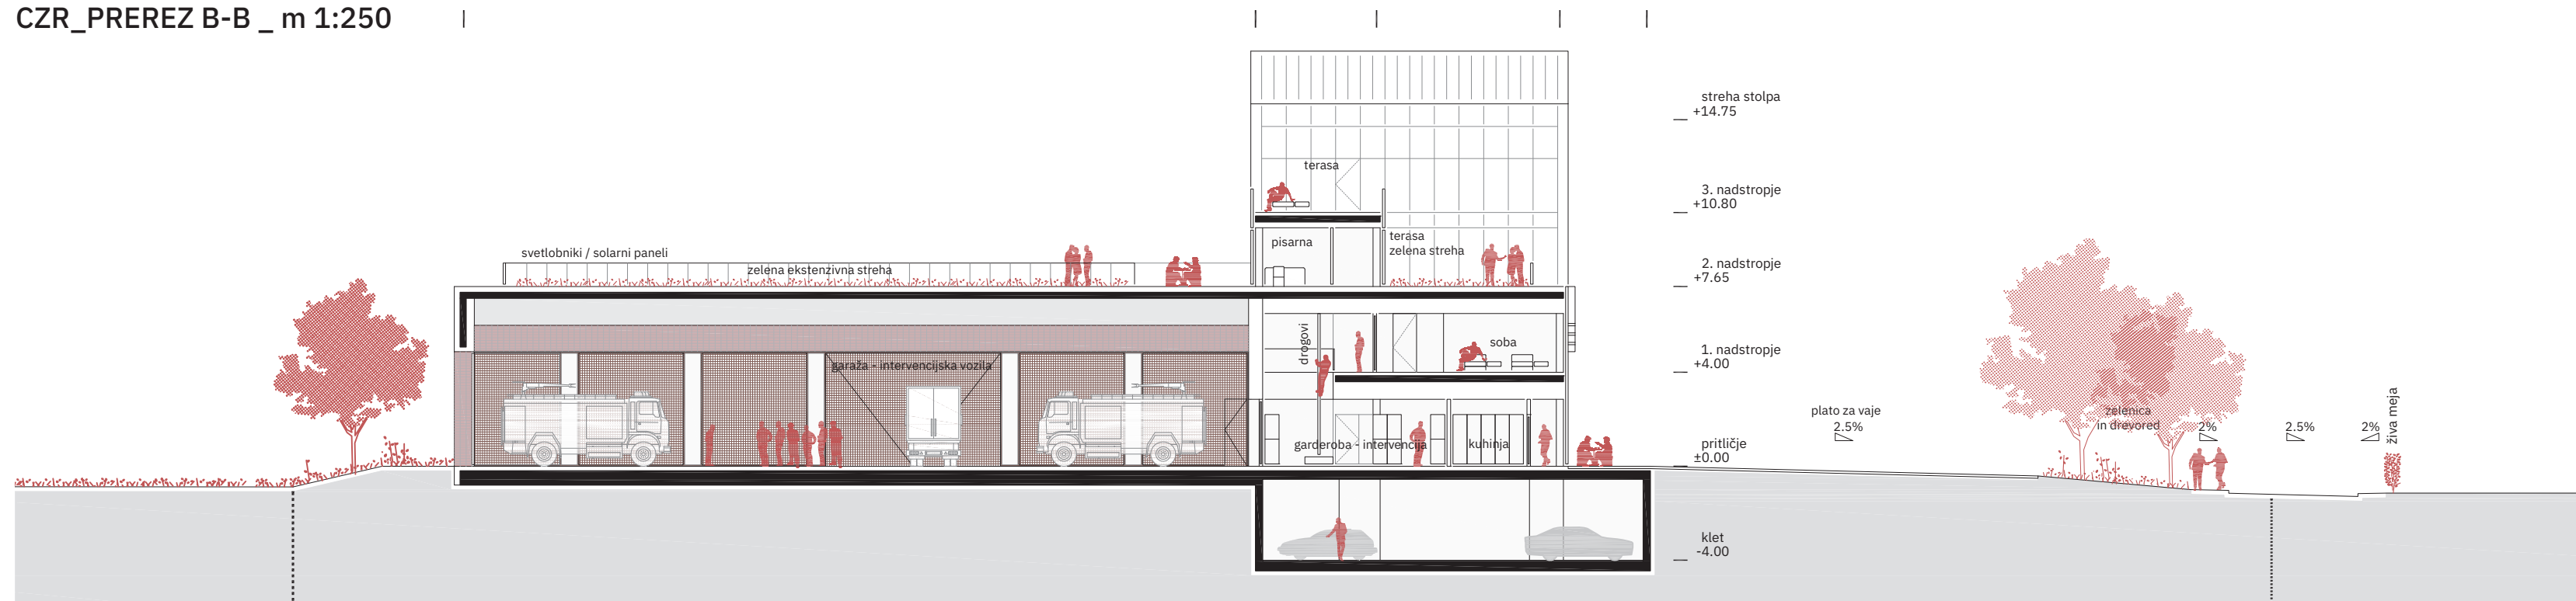 CZR_PREREZ B-B _ m 1:250
streha stolpa
+14.75
terasa
3. nadstropje
+10.80
pisarna
terasa
zelena streha
svetlobniki / solarni paneli
zelena ekstenzivna streha
2. nadstropje
+7.65
drogovi
soba
1. nadstropje
+4.00
garaža - intervencijska vozila
garderoba - intervencija
kuhinja
pritličje
±0.00
plato za vaje
2.5%
zelenica
in drevored
2%
2.5%
2%
živa meja
klet
-4.00